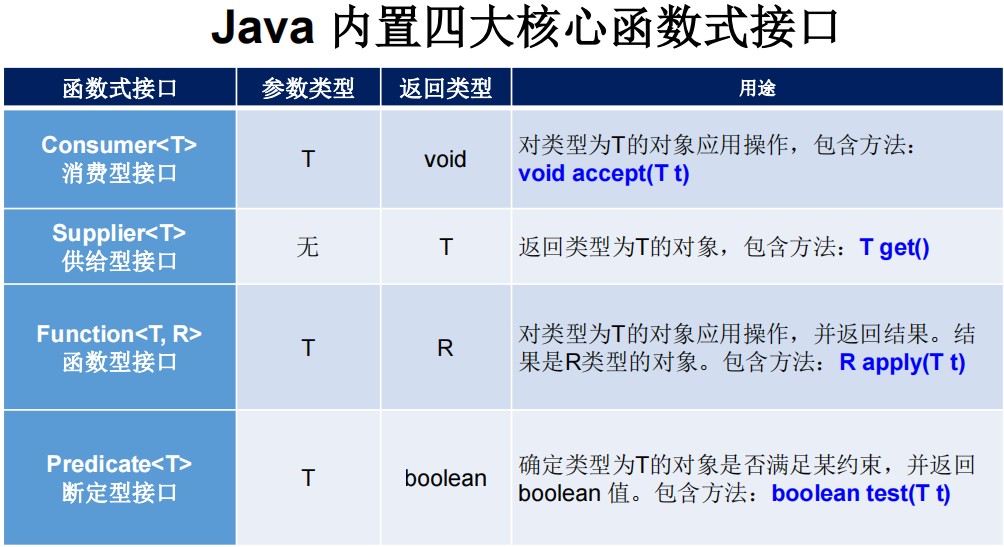 Java 内置四大核心函数式接口
函数式接口 参数类型 返回类型 用途
Consumer<T>
消费型接口
T
void
对类型为T的对象应用操作，包含方法：
void accept(T t)
Supplier<T>
供给型接口
无
T
返回类型为T的对象，包含方法：T get()
Function<T, R>
函数型接口
T
R
对类型为T的对象应用操作，并返回结果。结
果是R类型的对象。包含方法：R apply(T t)
Predicate<T>
断定型接口
T
boolean
确定类型为T的对象是否满足某约束，并返回
boolean 值。包含方法：boolean test(T t)